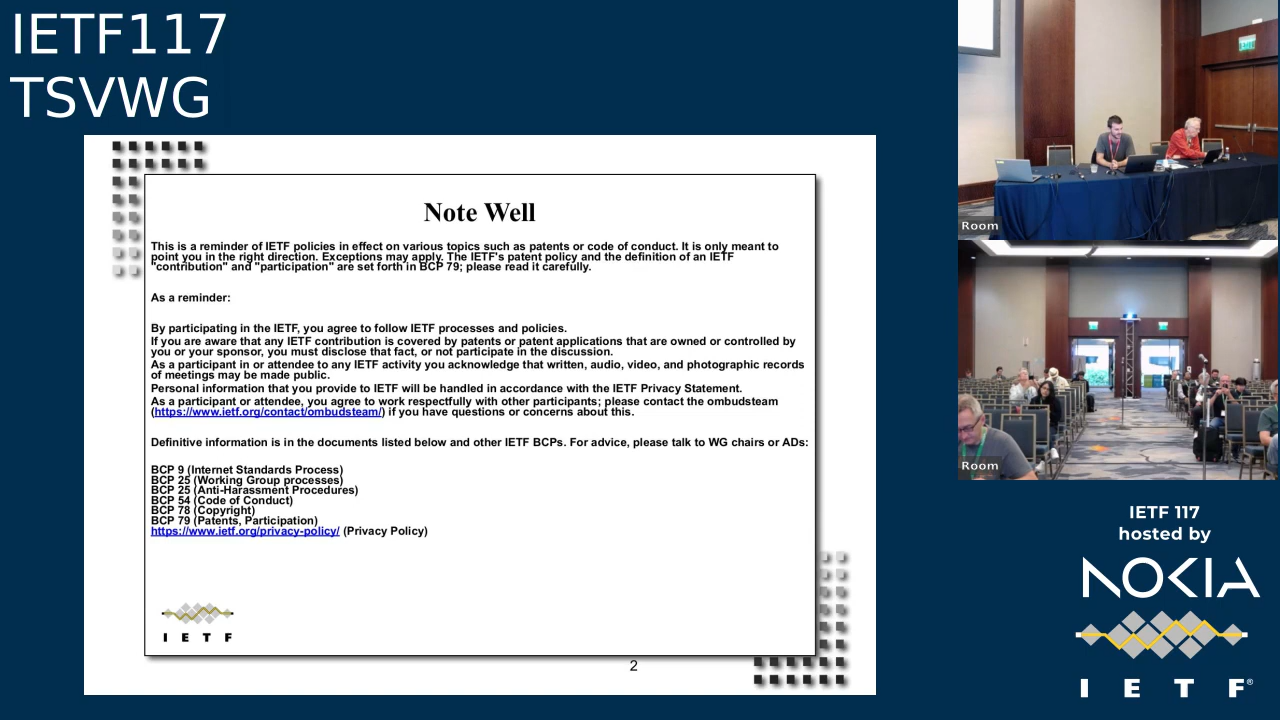 IETF117
TSVWG
Note Well
This is a reminder of IETF policies in effect on various topics such as patents or code of conduct. It is only meant to
point you in the right direction. Exceptions may apply. The IETF's patent policy and the definition of an IETF
"contribution" and "participation" are set forth in BCP 79; please read it carefully.
As a reminder:
By participating in the IETF, you agree to follow IETF processes and policies.
If you are aware that any IETF contribution is covered by patents or patent applications that are owned or controlled by
you or your sponsor, you must disclose that fact, or not participate in the discussion.
As a participant in or attendee to any IETF activity you acknowledge that written, audio, video, and photographic records
of meetings may be made public.
Personal information that you provide to IETF will be handled in accordance with the IETF Privacy Statement.
As a participant or attendee, you agree to work respectfully with other participants; please contact the ombudsteam
(https://www.ietf.org/contact/ombudsteam/) if you have questions or concerns about this.
Definitive information is in the documents listed below and other IETF BCPs. For advice, please talk to WG chairs or ADs:
BCP 9 (Internet Standards Process)
BCP 25 (Working Group processes)
BCP 25 (Anti-Harassment Procedures)
BCP 54 (Code of Conduct)
BCP 78 (Copyright)
BCP 79 (Patents, Participation)
https://www.ietf.org/privacy-policy/ (Privacy Policy)
I E T F
2
Room
Room
IETF 117
hosted by
NOKIA
I E T F®